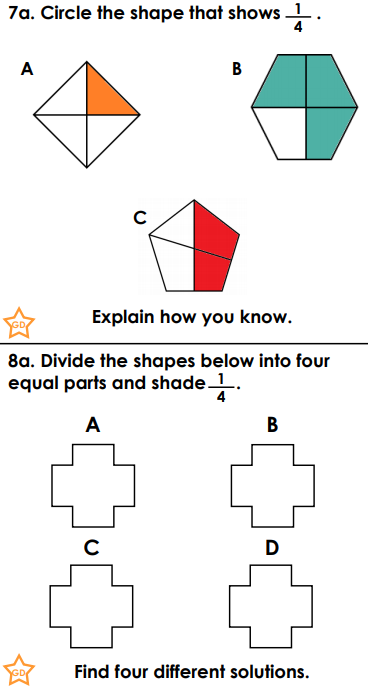 7a. Circle the shape that shows 1/4 .
A
B
C
GD
Explain how you know.
8a. Divide the shapes below into four
equal parts and shade 1/4.
A
B
C
D
GD
Find four different solutions.